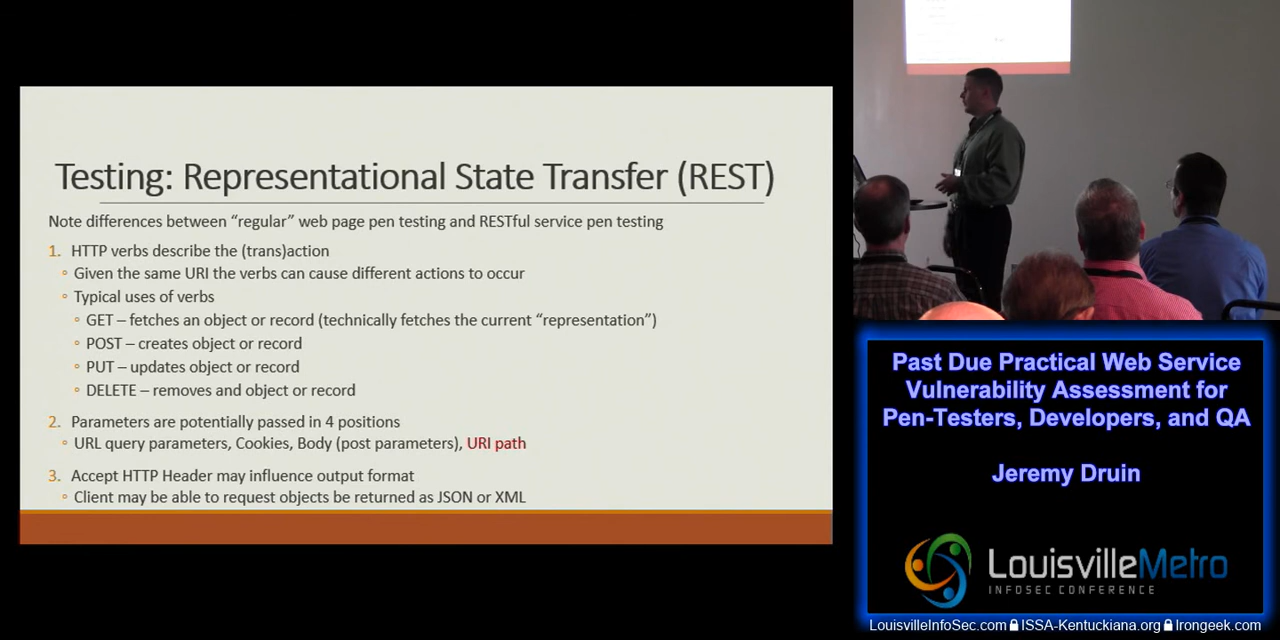 Testing: Representational State Transfer (REST)
Note differences between “regular” web page pen testing and RESTful service pen testing
1. HTTP verbs describe the (trans)action
◦ Given the same URI the verbs can cause different actions to occur
◦ Typical uses of verbs
◦ GET – fetches an object or record (technically fetches the current “representation”)
◦ POST – creates object or record
◦ PUT – updates object or record
◦ DELETE – removes and object or record
2. Parameters are potentially passed in 4 positions
◦ URL query parameters, Cookies, Body (post parameters), URI path
3. Accept HTTP Header may influence output format
◦ Client may be able to request objects be returned as JSON or XML
Past Due Practical Web Service
Vulnerability Assessment for
Pen-Testers, Developers, and QA
Jeremy Druin
LouisvilleMetro
INFOSEC CONFERENCE
LouisvilleInfoSec.com ISSA-Kentuckiana.org Irongeek.com